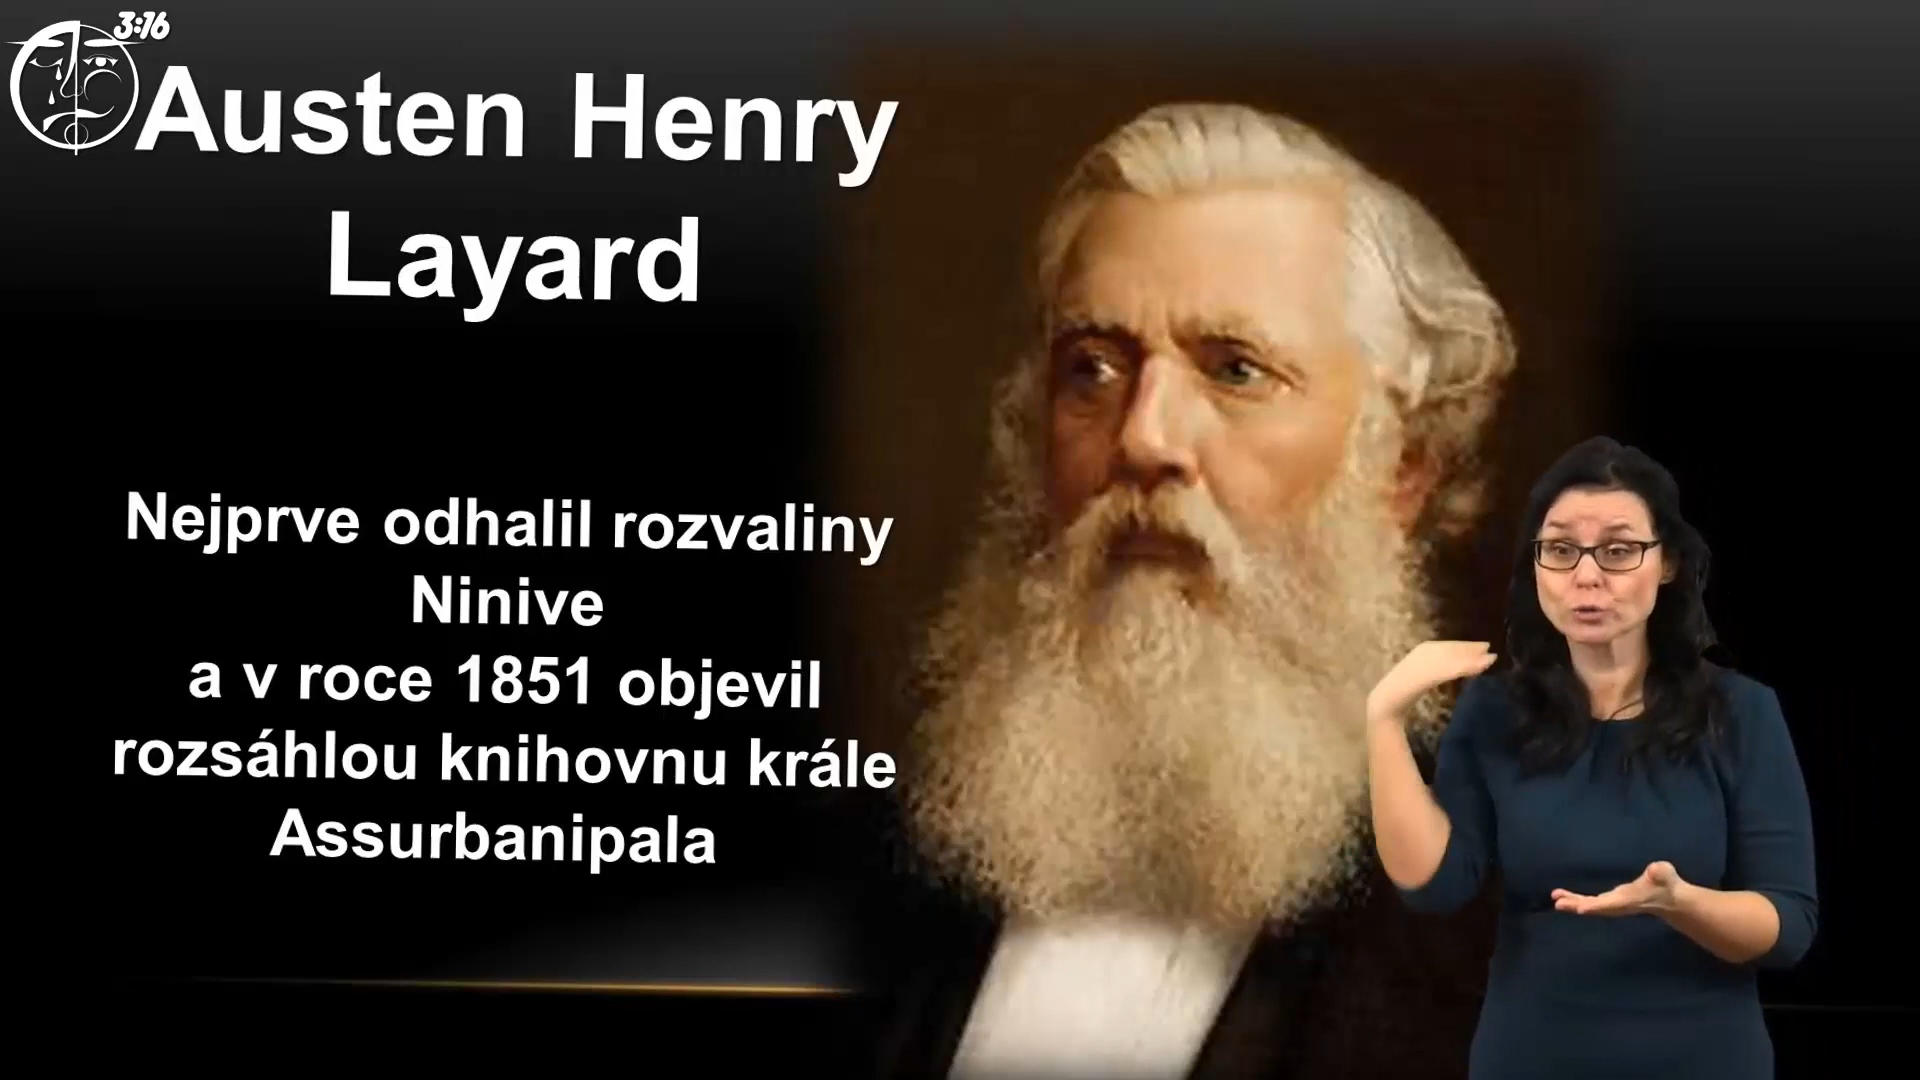 3:16
Austen Henry
Layard
Nejprve odhalil rozvaliny
Ninive
a v roce 1851 objevil
rozsáhlou knihovnu krále
Assurbanipala